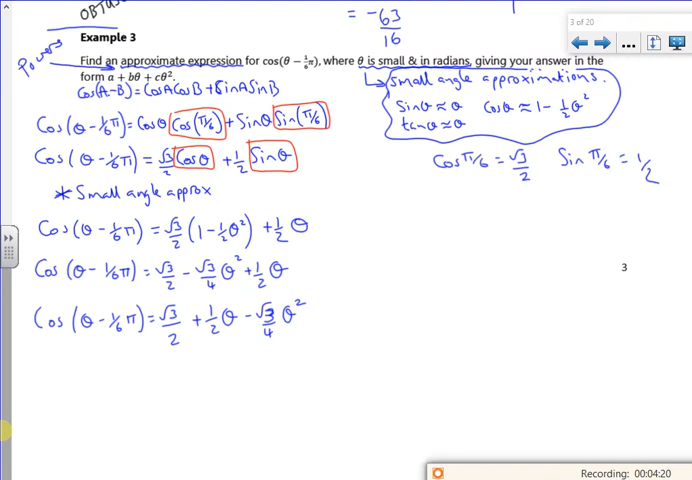 OBTUS
= -63
16
3 of 20
Example 3
Powers
Find an approximate expression for cos(θ − ⅙π), where θ is small & in radians, giving your answer in the
form a + bθ + cθ².
Small angle approximations.
Cos(A-B) = CosACosB + SinASinB
Sinθ ≈ θ Cosθ ≈ 1 - ½θ²
tanθ ≈ θ
Cos(θ - 1/6π) = Cosθ Cos(π/6) + Sinθ Sin(π/6)
Cos(θ - 1/6π) = √3/2 Cosθ + 1/2 Sinθ
Cos π/6 = √3/2 Sin π/6 = 1/2
* Small angle approx
Cos(θ - 1/6π) = √3/2 (1 - ½θ²) + ½θ
Cos(θ - 1/6π) = √3/2 - √3/4 θ² + ½θ
3
Cos(θ - 1/6π) = √3/2 + ½θ - √3/4 θ²
Recording: 00:04:20